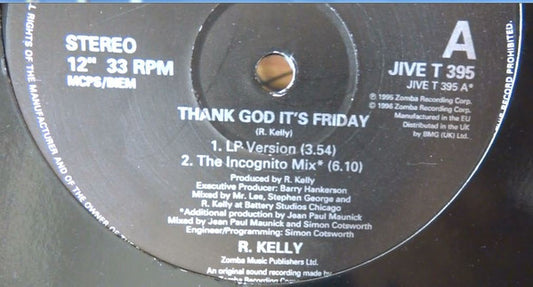 ALL RIGHTS OF THE MANUFACTURER AND OF THE OWNER OF
RECORD PROHIBITED.
STEREO
12" 33 RPM
MCPS/BIEM
A
JIVE T 395
JIVE T 395 A*
℗ 1996 Zomba Recording Corp.
© 1996 Zomba Recording Corp.
Manufactured in the EU
Distributed in the UK
by BMG (UK) Ltd.
THANK GOD IT'S FRIDAY
(R. Kelly)
1. LP Version (3.54)
2. The Incognito Mix* (6.10)
Produced by R. Kelly
Executive Producer: Barry Hankerson
Mixed by Mr. Lee, Stephen George and
R. Kelly at Battery Studios Chicago
*Additional production by Jean Paul Maunick
Mixed by Jean Paul Maunick and Simon Cotsworth
Engineer/Programming: Simon Cotsworth
R. KELLY
Zomba Music Publishers Ltd.
An original sound recording made by